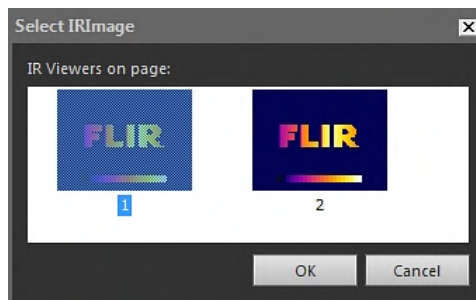 Select IRImage
IR Viewers on page:
FLIR FLIR
1 2
OK Cancel